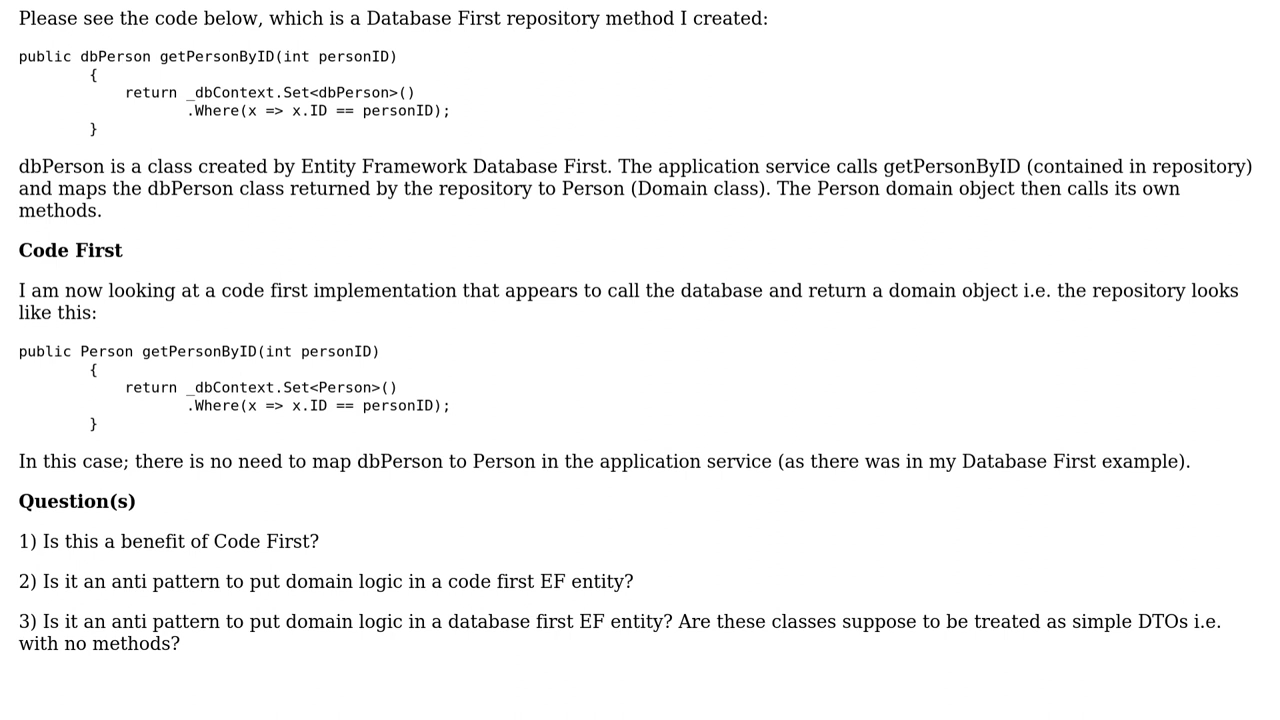 Please see the code below, which is a Database First repository method I created:
public dbPerson getPersonByID(int personID)
        {
            return _dbContext.Set<dbPerson>()
                   .Where(x => x.ID == personID);
        }
dbPerson is a class created by Entity Framework Database First. The application service calls getPersonByID (contained in repository)
and maps the dbPerson class returned by the repository to Person (Domain class). The Person domain object then calls its own
methods.
Code First
I am now looking at a code first implementation that appears to call the database and return a domain object i.e. the repository looks
like this:
public Person getPersonByID(int personID)
        {
            return _dbContext.Set<Person>()
                   .Where(x => x.ID == personID);
        }
In this case; there is no need to map dbPerson to Person in the application service (as there was in my Database First example).
Question(s)
1) Is this a benefit of Code First?
2) Is it an anti pattern to put domain logic in a code first EF entity?
3) Is it an anti pattern to put domain logic in a database first EF entity? Are these classes suppose to be treated as simple DTOs i.e.
with no methods?